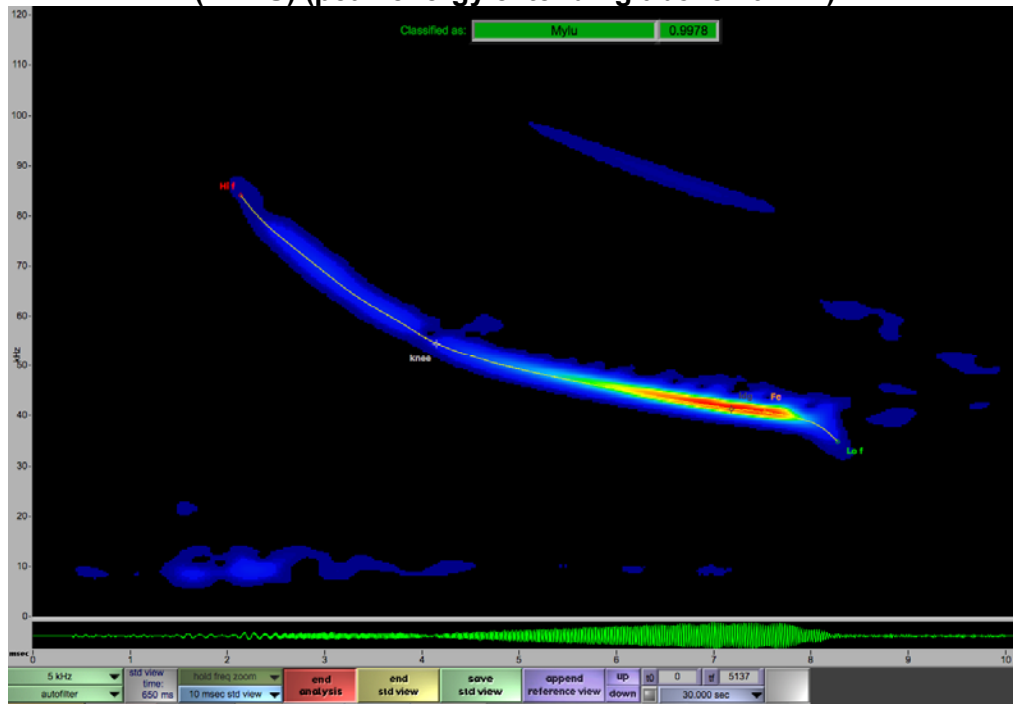 (peak energy extending
Classified as: Mylu 0.9978
120
110
100
90
80
70
60
50
40
30
20
10
0
kHz
Hi f
knee
Fc
Lo f
msec 0 1 2 3 4 5 6 7 8 9 10
5 kHz
autofilter
std view
time:
650 ms
hold freq zoom
10 msec std view
end
analysis
end
std view
save
std view
append
reference view
up
down
t0 0 tf 5137
30.000 sec